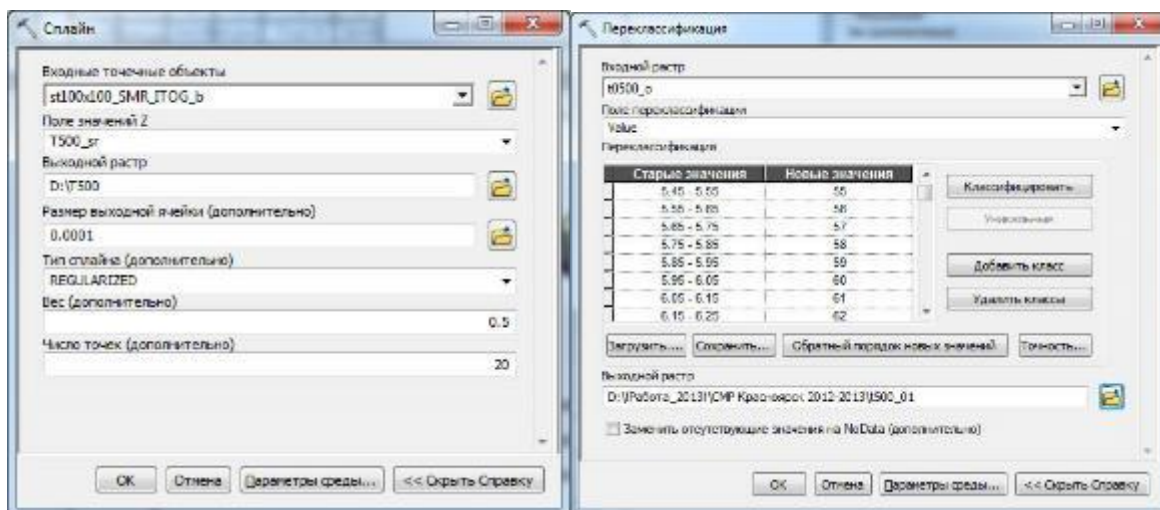 Сплайн
Входные точечные объекты
st100x100_SMR_ITOG_b
Поле значений Z
T500_sr
Выходной растр
D:\T500
Размер выходной ячейки (дополнительно)
0.0001
Тип сплайна (дополнительно)
REGULARIZED
Вес (дополнительно)
0.5
Число точек (дополнительно)
20
OK Отмена Параметры среды... << Скрыть Справку
Переклассификация
Входной растр
t0500_o
Поле переклассификации
Value
Переклассификация
Старые значения Новые значения
5.45 - 5.55 55
5.55 - 5.65 56
5.65 - 5.75 57
5.75 - 5.85 58
5.85 - 5.95 59
5.95 - 6.05 60
6.05 - 6.15 61
6.15 - 6.25 62
Классифицировать
Уникальные
Добавить класс
Удалить классы
Загрузить... Сохранить... Обратный порядок новых значений Точность...
Выходной растр
D:\!Работа_2013!\СМР Красноярск 2012-2013\t500_01
Заменить отсутствующие значения на NoData (дополнительно)
OK Отмена Параметры среды... << Скрыть Справку